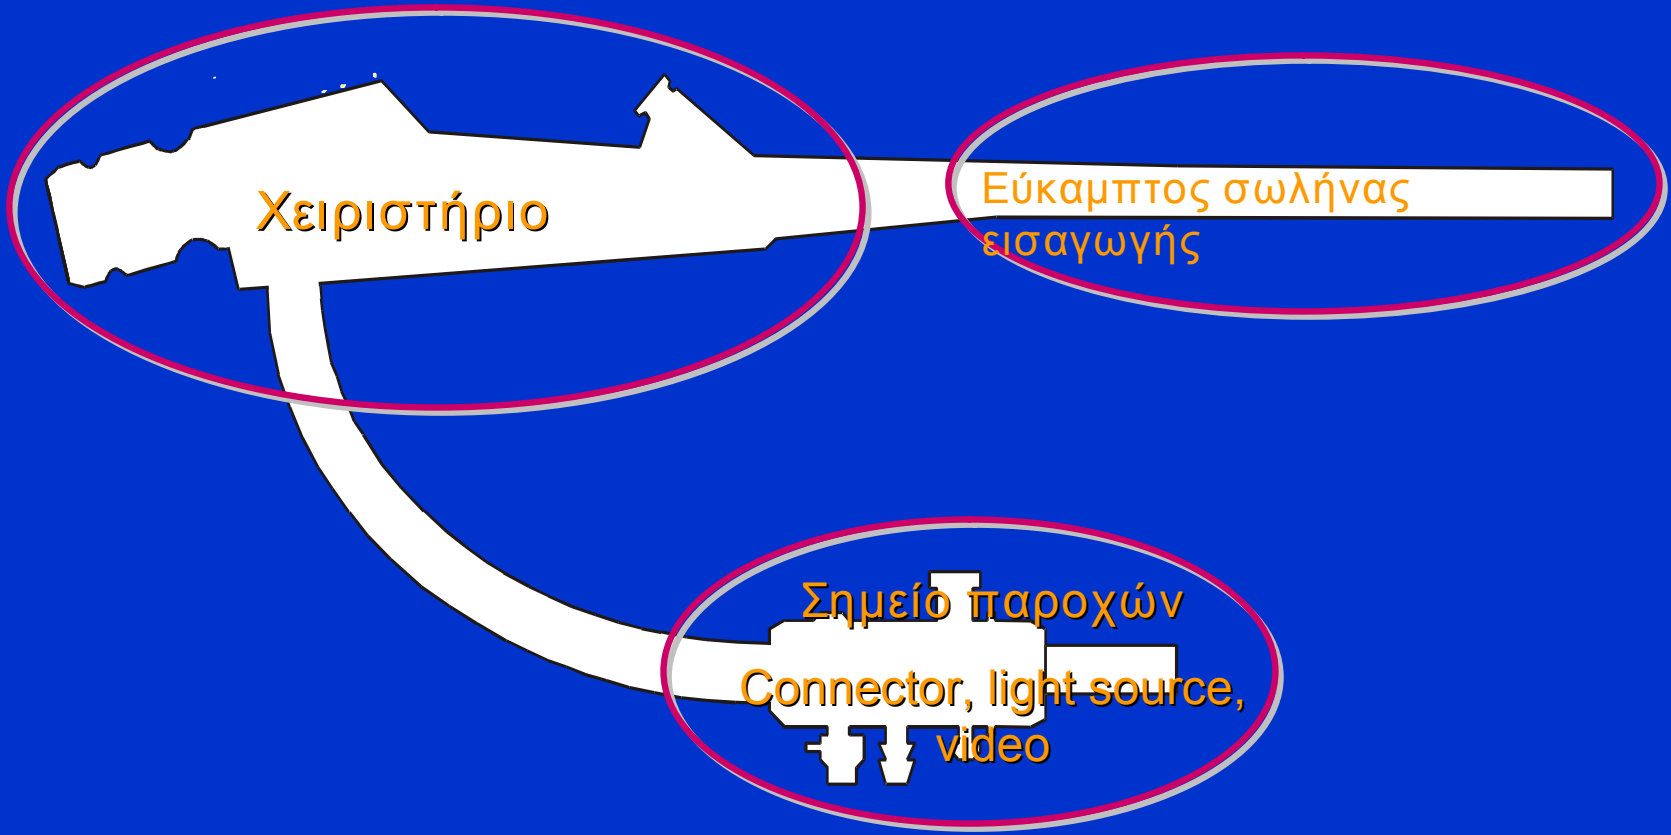 Χειριστήριο
Εύκαμπτος σωλήνας
εισαγωγής
Σημείο παροχών
Connector, light source,
video